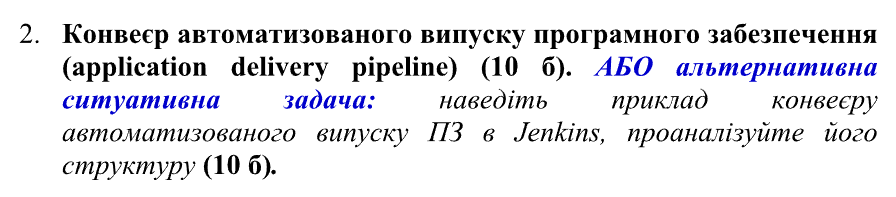 2. Конвеєр автоматизованого випуску програмного забезпечення
(application delivery pipeline) (10 б). АБО альтернативна
ситуативна задача: наведіть приклад конвеєру
автоматизованого випуску ПЗ в Jenkins, проаналізуйте його
структуру (10 б).